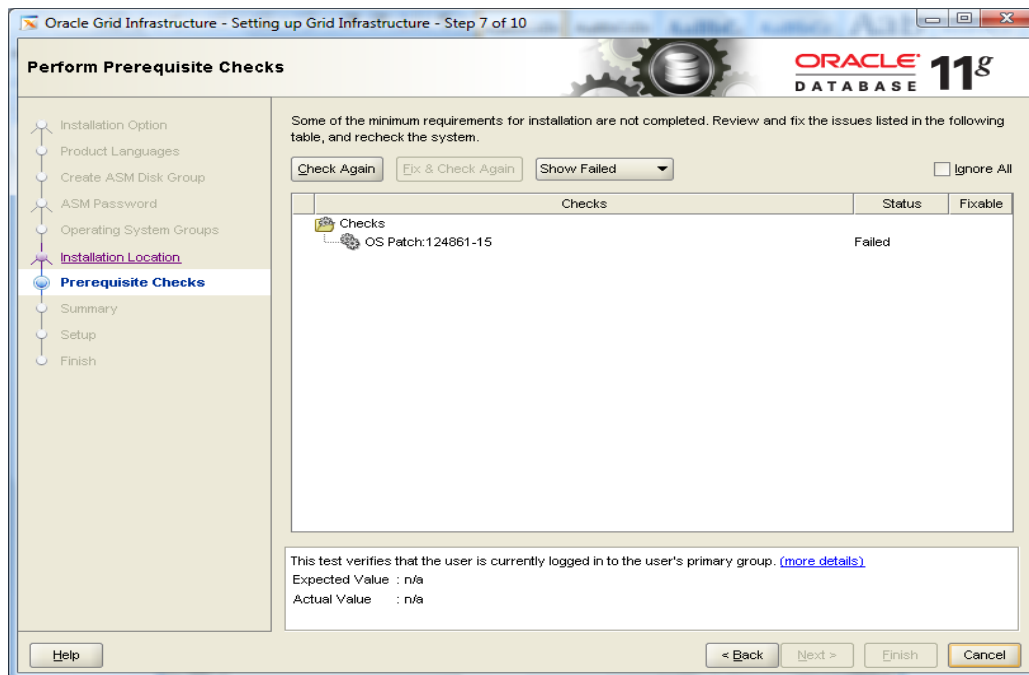 Oracle Grid Infrastructure - Setting up Grid Infrastructure - Step 7 of 10
Perform Prerequisite Checks
ORACLE
DATABASE
11g
Installation Option
Product Languages
Create ASM Disk Group
ASM Password
Operating System Groups
Installation Location
Prerequisite Checks
Summary
Setup
Finish
Some of the minimum requirements for installation are not completed. Review and fix the issues listed in the following
table, and recheck the system.
Check Again
Fix & Check Again
Show Failed
Ignore All
Checks Status Fixable
Checks
OS Patch:124861-15 Failed
This test verifies that the user is currently logged in to the user's primary group. (more details)
Expected Value : n/a
Actual Value : n/a
Help
< Back
Next >
Finish
Cancel